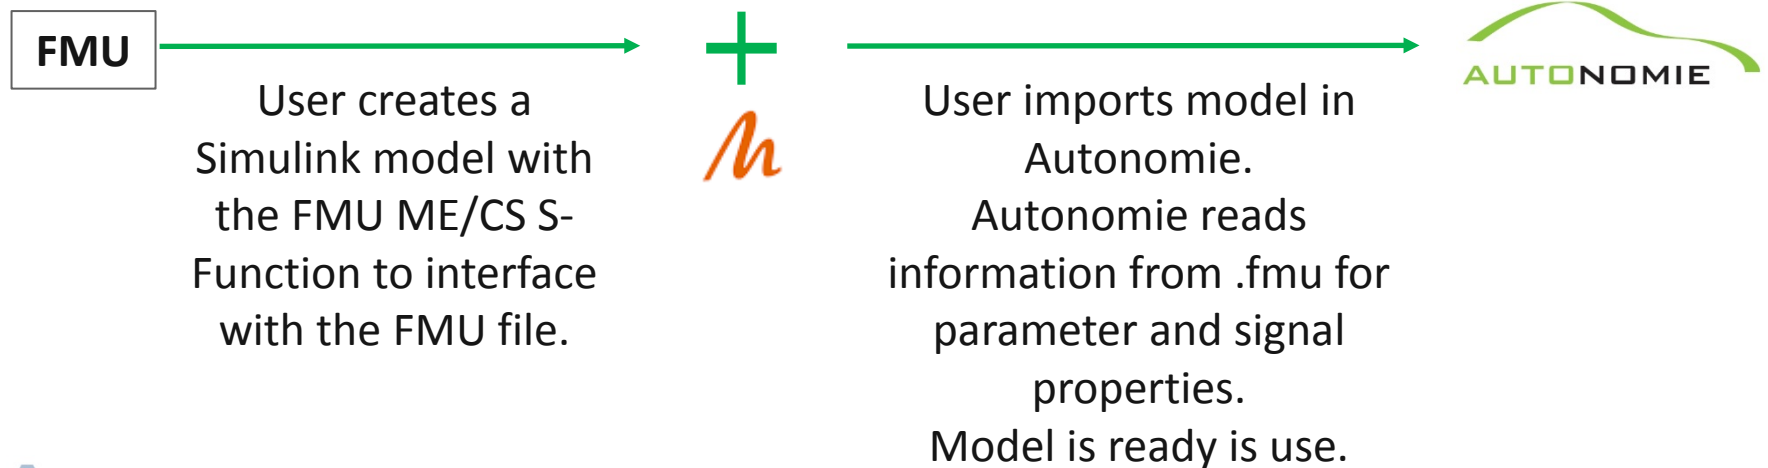 FMU
User creates a
Simulink model with
the FMU ME/CS S-
Function to interface
with the FMU file.
User imports model in
Autonomie.
Autonomie reads
information from .fmu for
parameter and signal
properties.
Model is ready is use.
AUTONOMIE